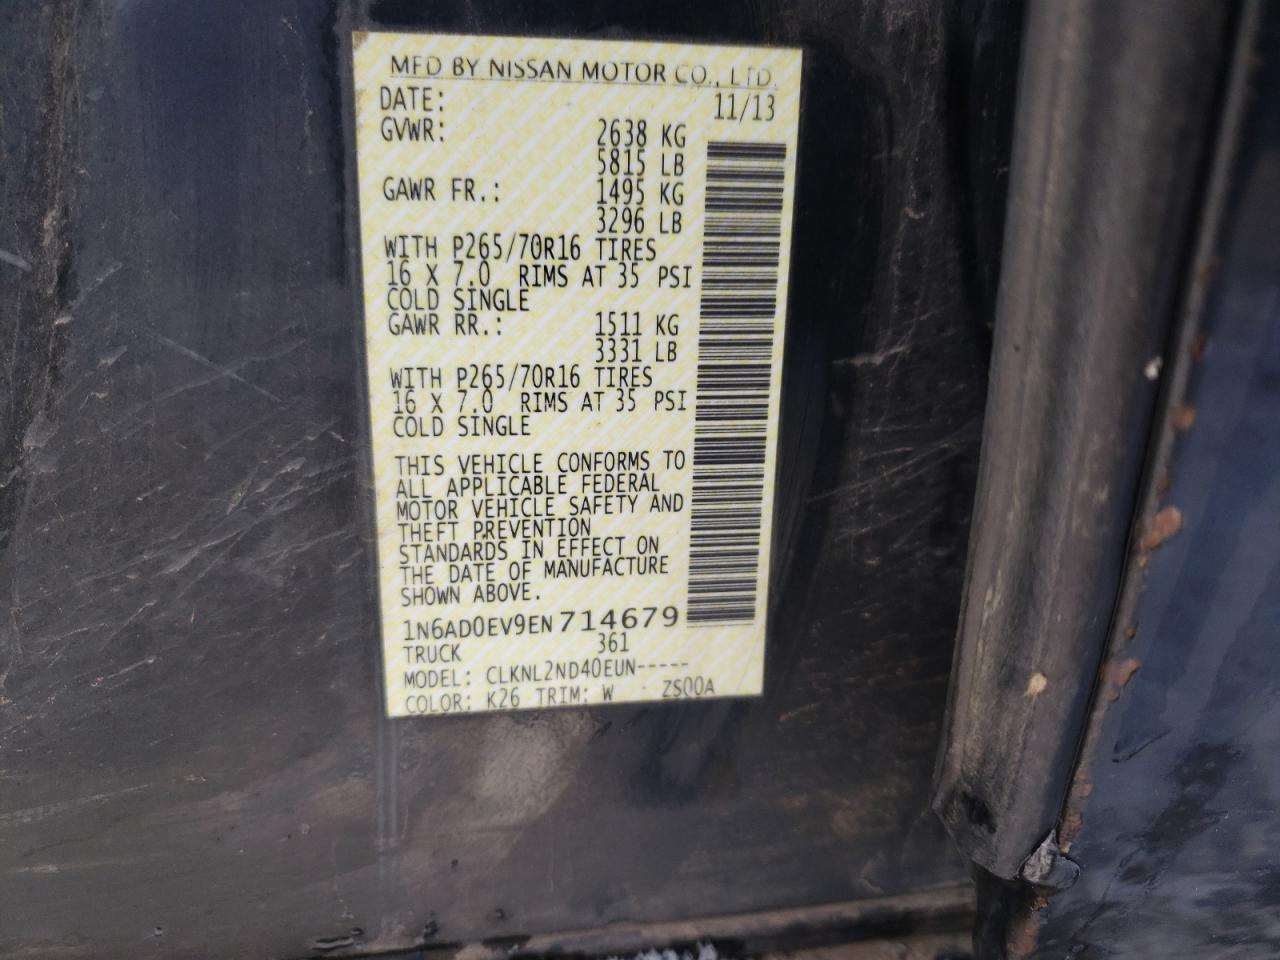 MFD BY NISSAN MOTOR CO., LTD.
DATE: 11/13
GVWR: 2638 KG
5815 LB
GAWR FR.: 1495 KG
3296 LB
WITH P265/70R16 TIRES
16 X 7.0 RIMS AT 35 PSI
COLD SINGLE
GAWR RR.: 1511 KG
3331 LB
WITH P265/70R16 TIRES
16 X 7.0 RIMS AT 35 PSI
COLD SINGLE
THIS VEHICLE CONFORMS TO
ALL APPLICABLE FEDERAL
MOTOR VEHICLE SAFETY AND
THEFT PREVENTION
STANDARDS IN EFFECT ON
THE DATE OF MANUFACTURE
SHOWN ABOVE.
1N6AD0EV9EN714679
TRUCK 361
MODEL: CLKNL2ND40EUN-----
COLOR: K26 TRIM: W ZS00A